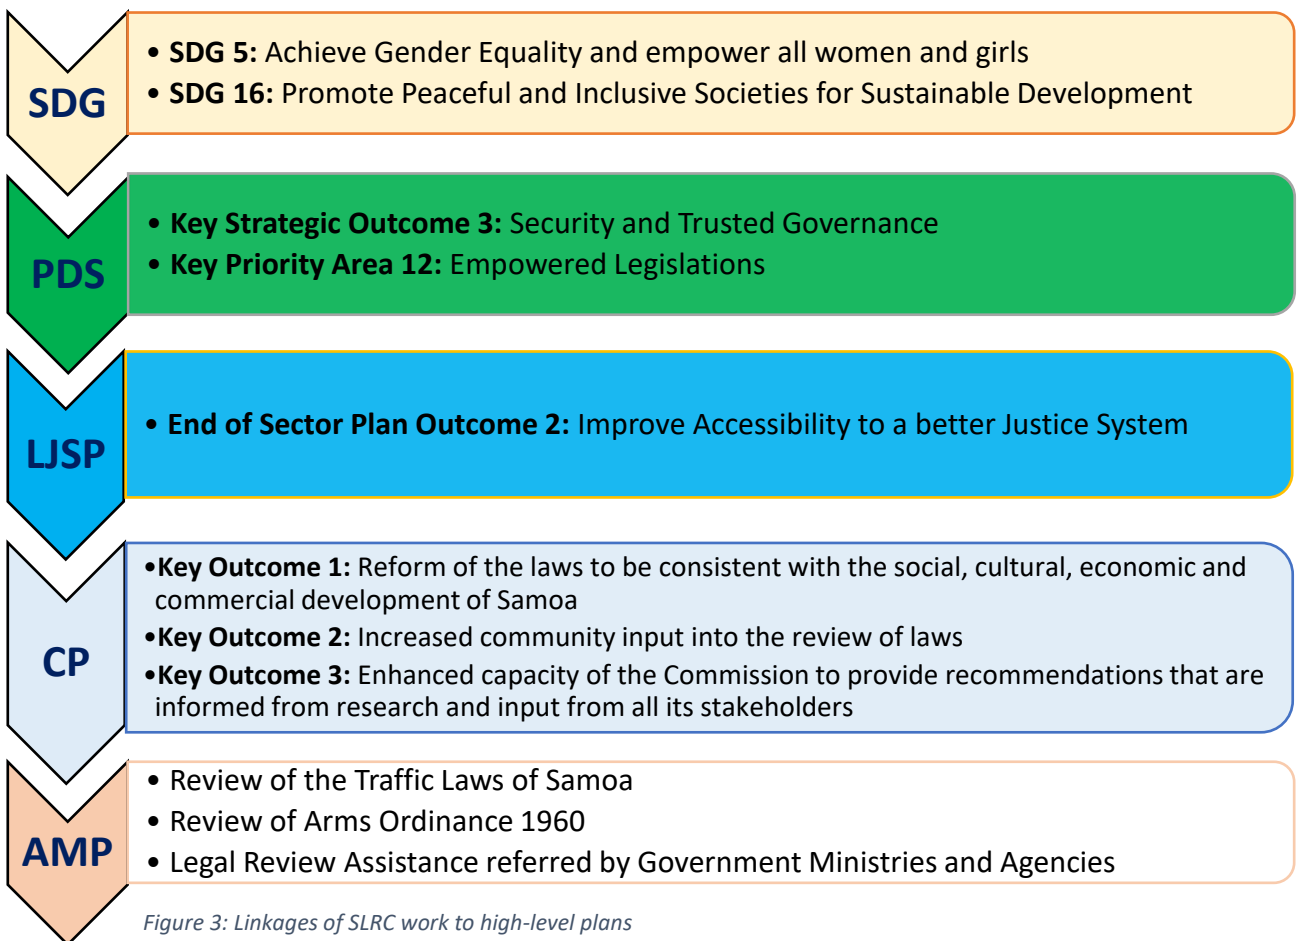 SDG
• SDG 5: Achieve Gender Equality and empower all women and girls
• SDG 16: Promote Peaceful and Inclusive Societies for Sustainable Development
PDS
• Key Strategic Outcome 3: Security and Trusted Governance
• Key Priority Area 12: Empowered Legislations
LJSP
• End of Sector Plan Outcome 2: Improve Accessibility to a better Justice System
CP
•Key Outcome 1: Reform of the laws to be consistent with the social, cultural, economic and
commercial development of Samoa
•Key Outcome 2: Increased community input into the review of laws
•Key Outcome 3: Enhanced capacity of the Commission to provide recommendations that are
informed from research and input from all its stakeholders
AMP
• Review of the Traffic Laws of Samoa
• Review of Arms Ordinance 1960
• Legal Review Assistance referred by Government Ministries and Agencies
Figure 3: Linkages of SLRC work to high-level plans